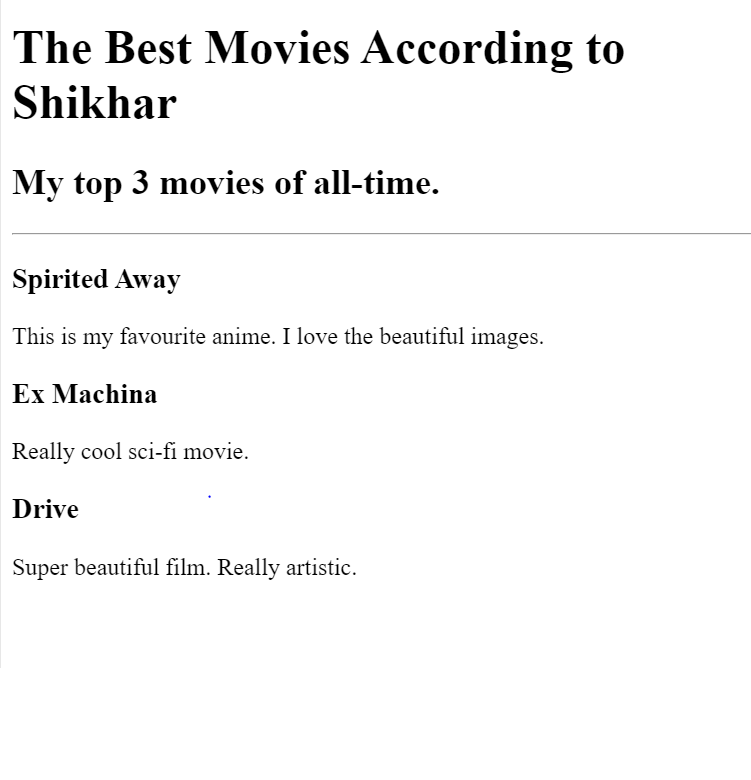 The Best Movies According to
Shikhar
My top 3 movies of all-time.
Spirited Away
This is my favourite anime. I love the beautiful images.
Ex Machina
Really cool sci-fi movie.
Drive
Super beautiful film. Really artistic.